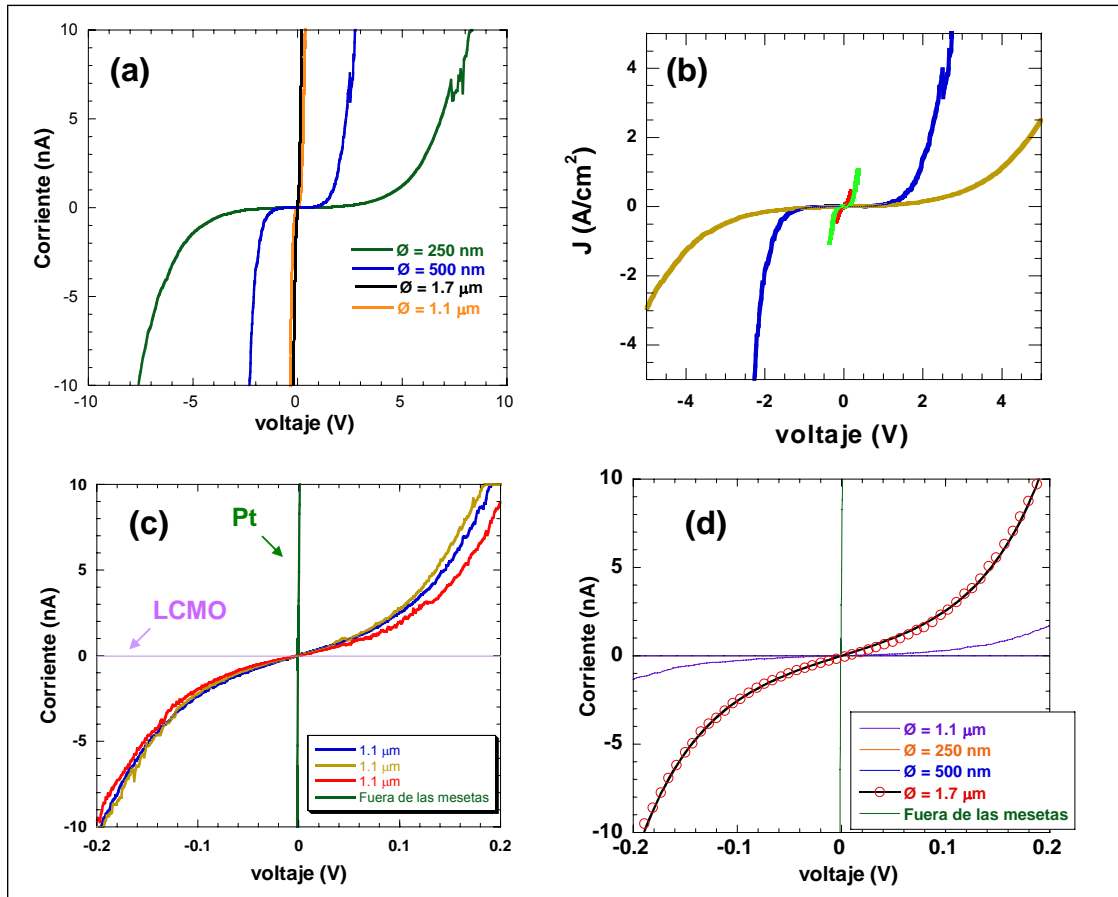 (a)
Corriente (nA)
10
5
0
-5
-10
-10
-5
0
5
10
voltaje (V)
Ø = 250 nm
Ø = 500 nm
Ø = 1.7 µm
Ø = 1.1 µm
(b)
J (A/cm²)
4
2
0
-2
-4
-4
-2
0
2
4
voltaje (V)
(c)
Pt
LCMO
Corriente (nA)
10
5
0
-5
-10
-0.2
-0.1
0
0.1
0.2
voltaje (V)
1.1 µm
1.1 µm
1.1 µm
Fuera de las mesetas
(d)
Corriente (nA)
10
5
0
-5
-10
-0.2
-0.1
0
0.1
0.2
voltaje (V)
Ø = 1.1 µm
Ø = 250 nm
Ø = 500 nm
Ø = 1.7 µm
Fuera de las mesetas